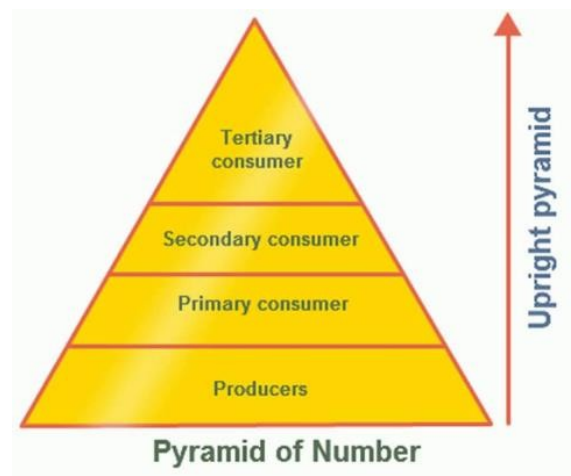 Tertiary
consumer
Secondary consumer
Primary consumer
Producers
Upright pyramid
Pyramid of Number